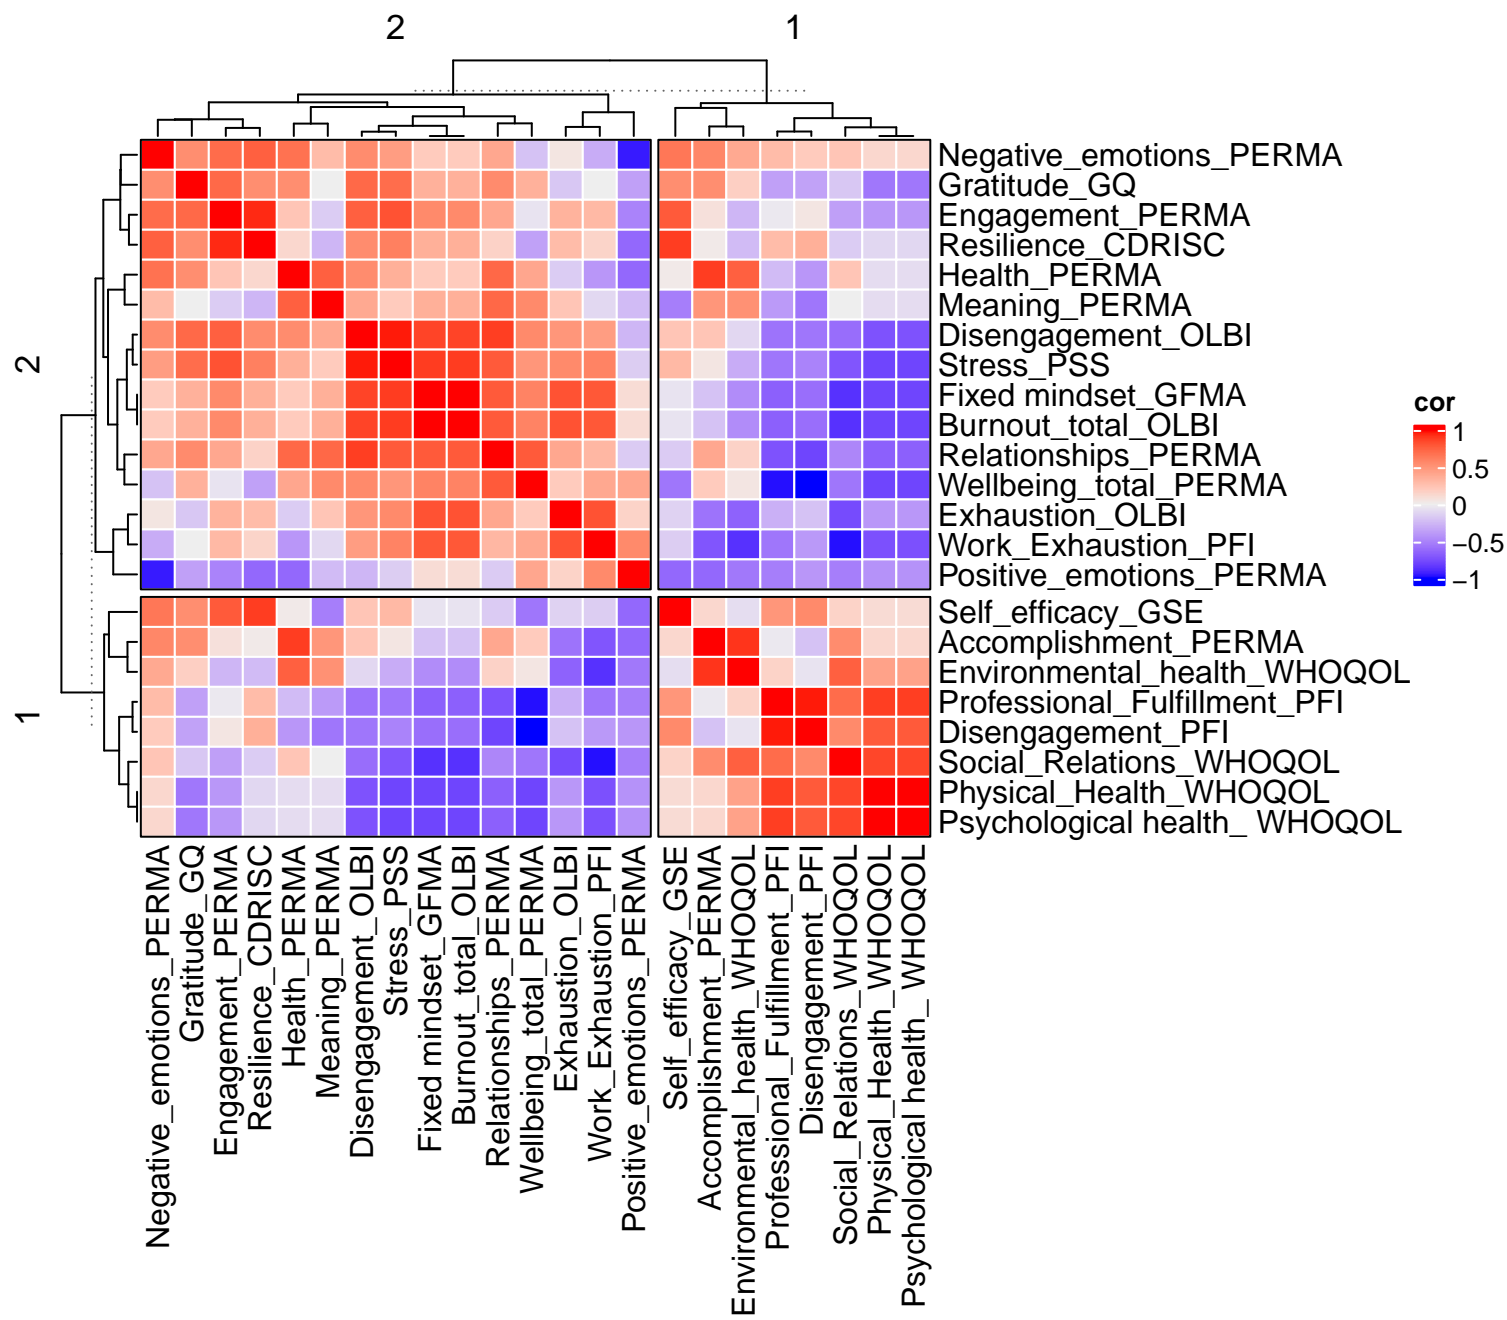 2
1
Negative_emotions_PERMA
Gratitude_GQ
Engagement_PERMA
Resilience_CDRISC
Health_PERMA
Meaning_PERMA
Disengagement_OLBI
Stress_PSS
Fixed mindset_GFMA
Burnout_total_OLBI
Relationships_PERMA
Wellbeing_total_PERMA
Exhaustion_OLBI
Work_Exhaustion_PFI
Positive_emotions_PERMA
2
Self_efficacy_GSE
Accomplishment_PERMA
Environmental_health_WHOQOL
Professional_Fulfillment_PFI
Disengagement_PFI
Social_Relations_WHOQOL
Physical_Health_WHOQOL
Psychological health_ WHOQOL
1
cor
1
0.5
0
−0.5
−1
Negative_emotions_PERMA
Gratitude_GQ
Engagement_PERMA
Resilience_CDRISC
Health_PERMA
Meaning_PERMA
Disengagement_OLBI
Stress_PSS
Fixed mindset_GFMA
Burnout_total_OLBI
Relationships_PERMA
Wellbeing_total_PERMA
Exhaustion_OLBI
Work_Exhaustion_PFI
Positive_emotions_PERMA
Self_efficacy_GSE
Accomplishment_PERMA
Environmental_health_WHOQOL
Professional_Fulfillment_PFI
Disengagement_PFI
Social_Relations_WHOQOL
Physical_Health_WHOQOL
Psychological health_ WHOQOL